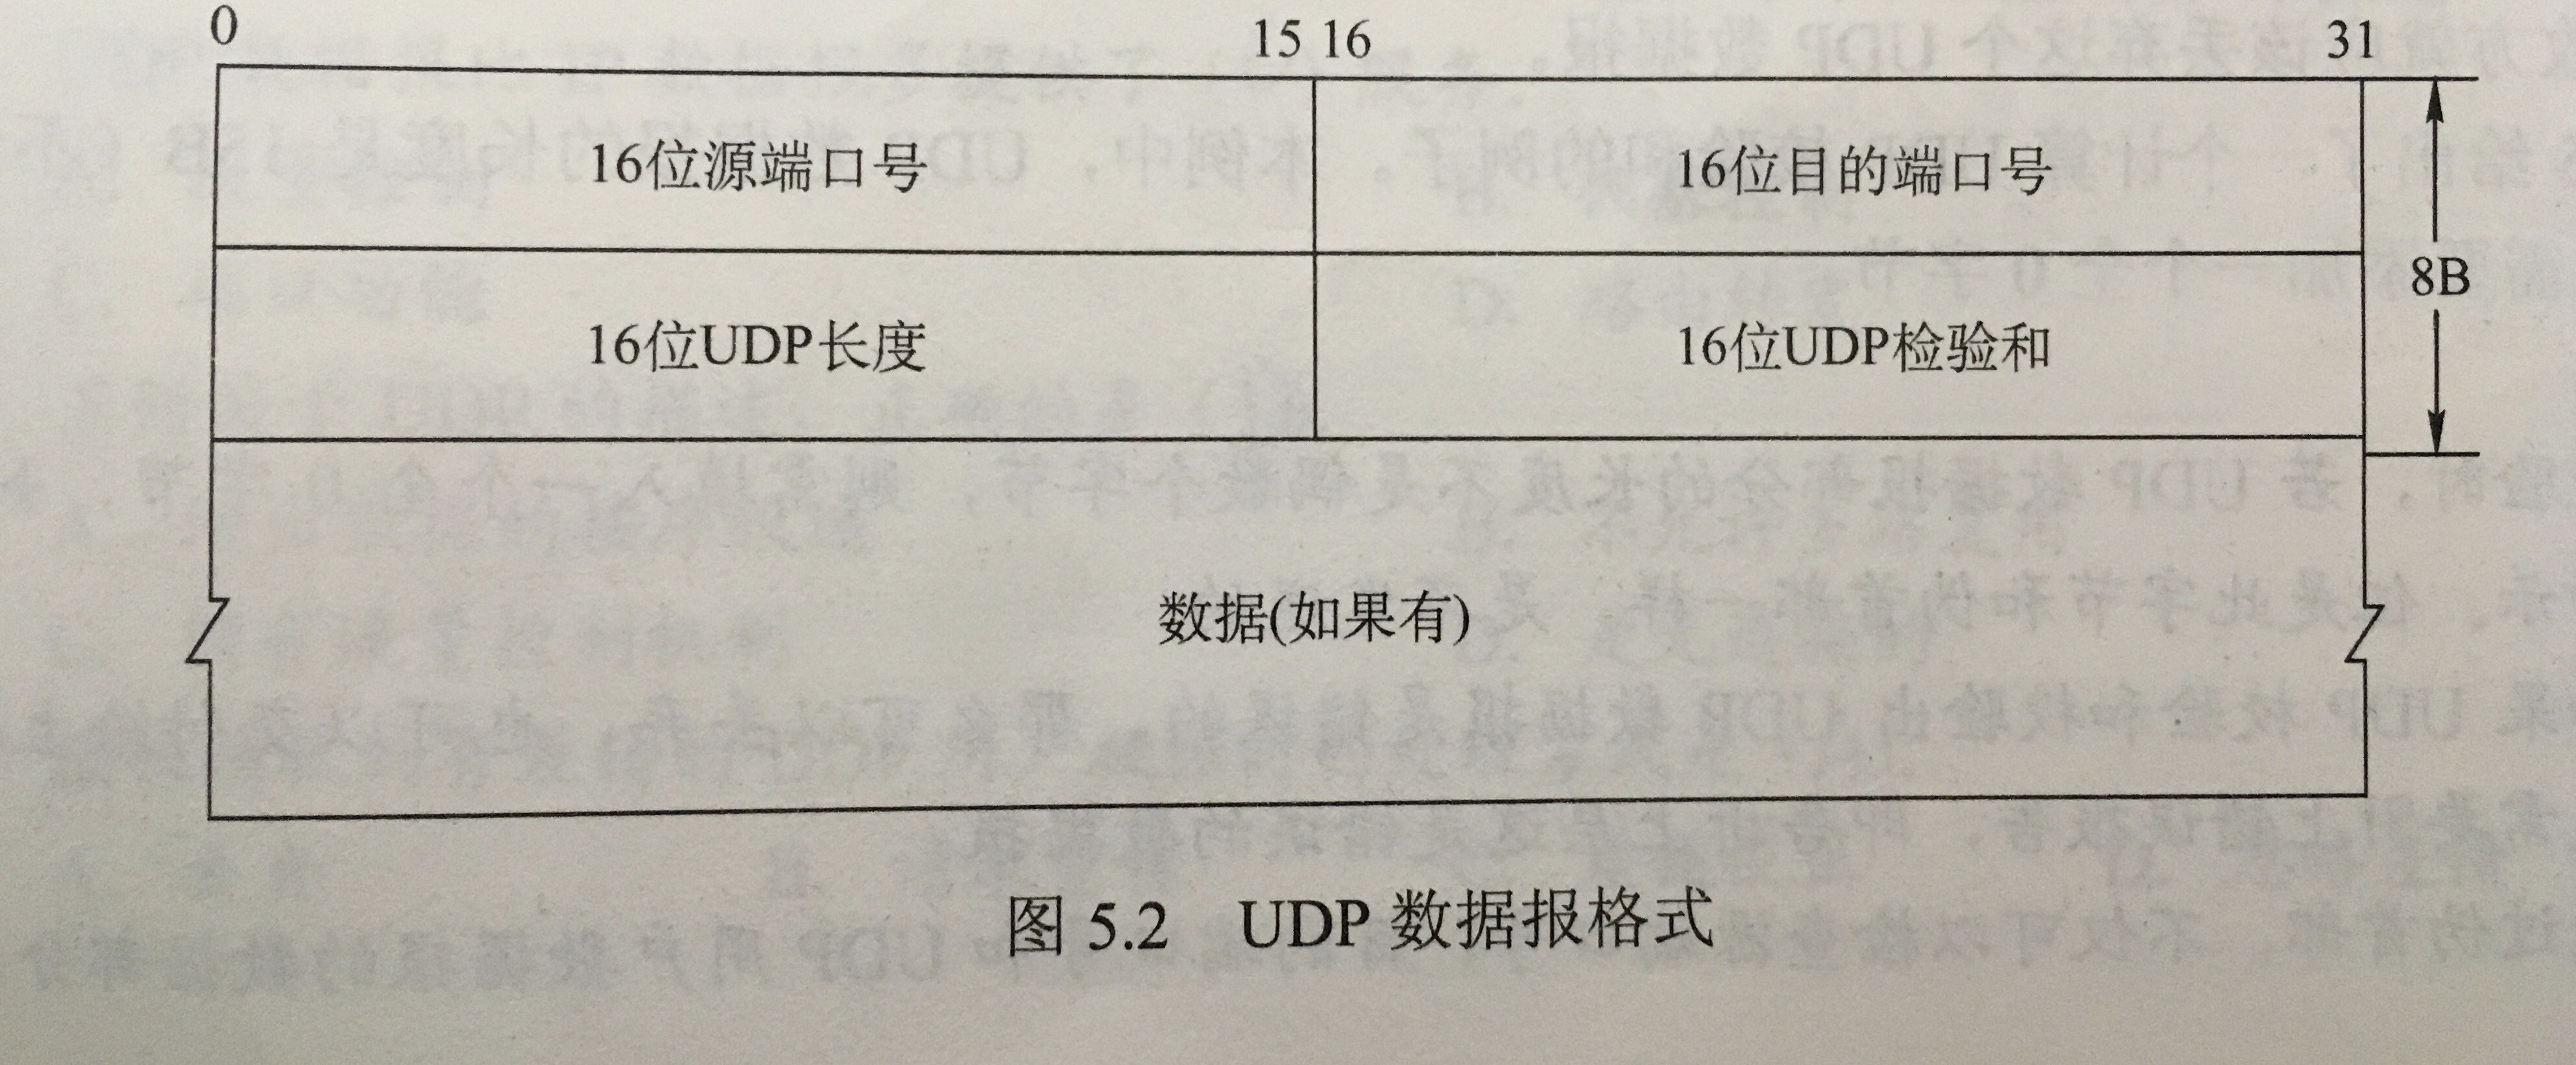 0 15 16 31
16位源端口号 16位目的端口号
8B
16位UDP长度 16位UDP检验和
数据(如果有)
图 5.2 UDP 数据报格式